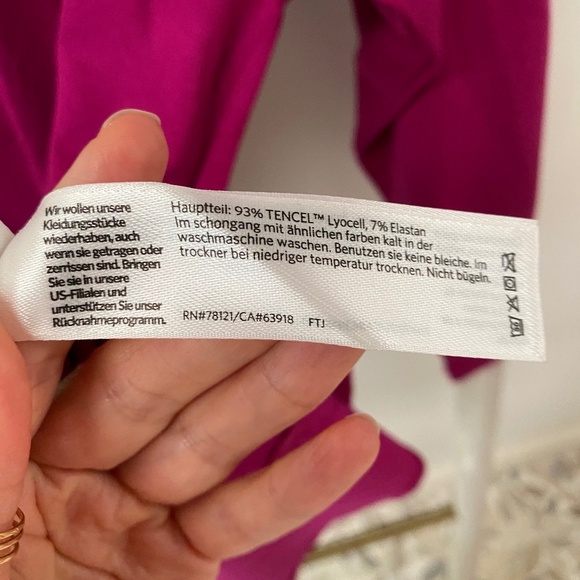 Wir wollen unsere
Kleidungsstücke
wiederhaben, auch
wenn sie getragen oder
zerrissen sind. Bringen
Sie sie in unsere
US-Filialen und
unterstützen Sie unser
Rücknahmeprogramm.
Hauptteil: 93% TENCEL™ Lyocell, 7% Elastan
Im schongang mit ähnlichen farben kalt in der
waschmaschine waschen. Benutzen sie keine bleiche. Im
trockner bei niedriger temperatur trocknen. Nicht bügeln.
RN#78121/CA#63918 FTJ